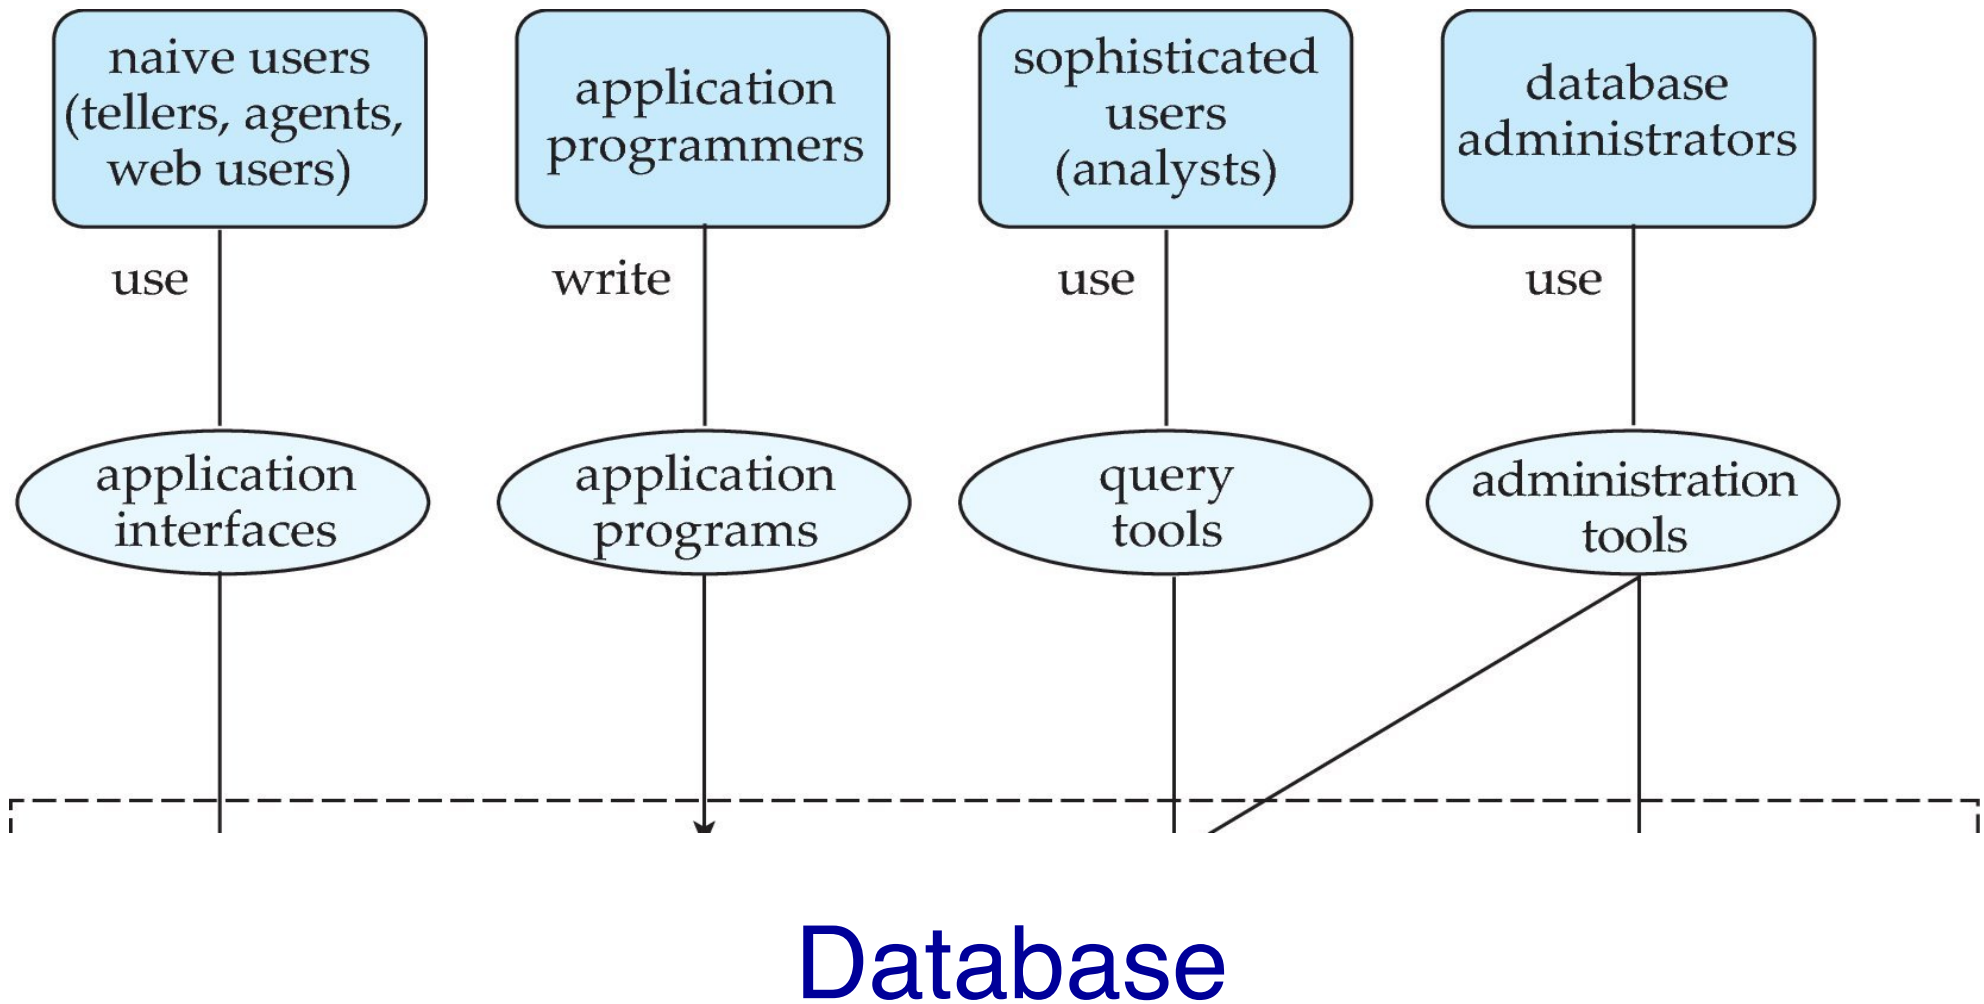 naive users
(tellers, agents,
web users)
application
programmers
sophisticated
users
(analysts)
database
administrators
use
write
use
use
application
interfaces
application
programs
query
tools
administration
tools
Database